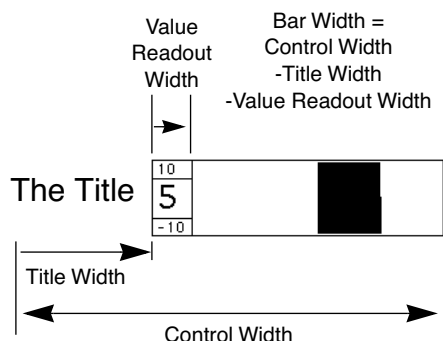 Value
Readout
Width
Bar Width =
Control Width
-Title Width
-Value Readout Width
The Title
10
5
-10
Title Width
Control Width